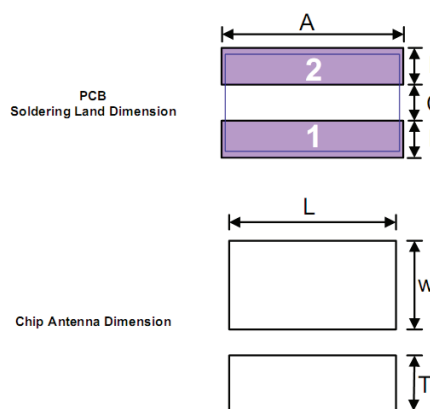 A
2
PCB
Soldering Land Dimension
1
L
W
Chip Antenna Dimension
T